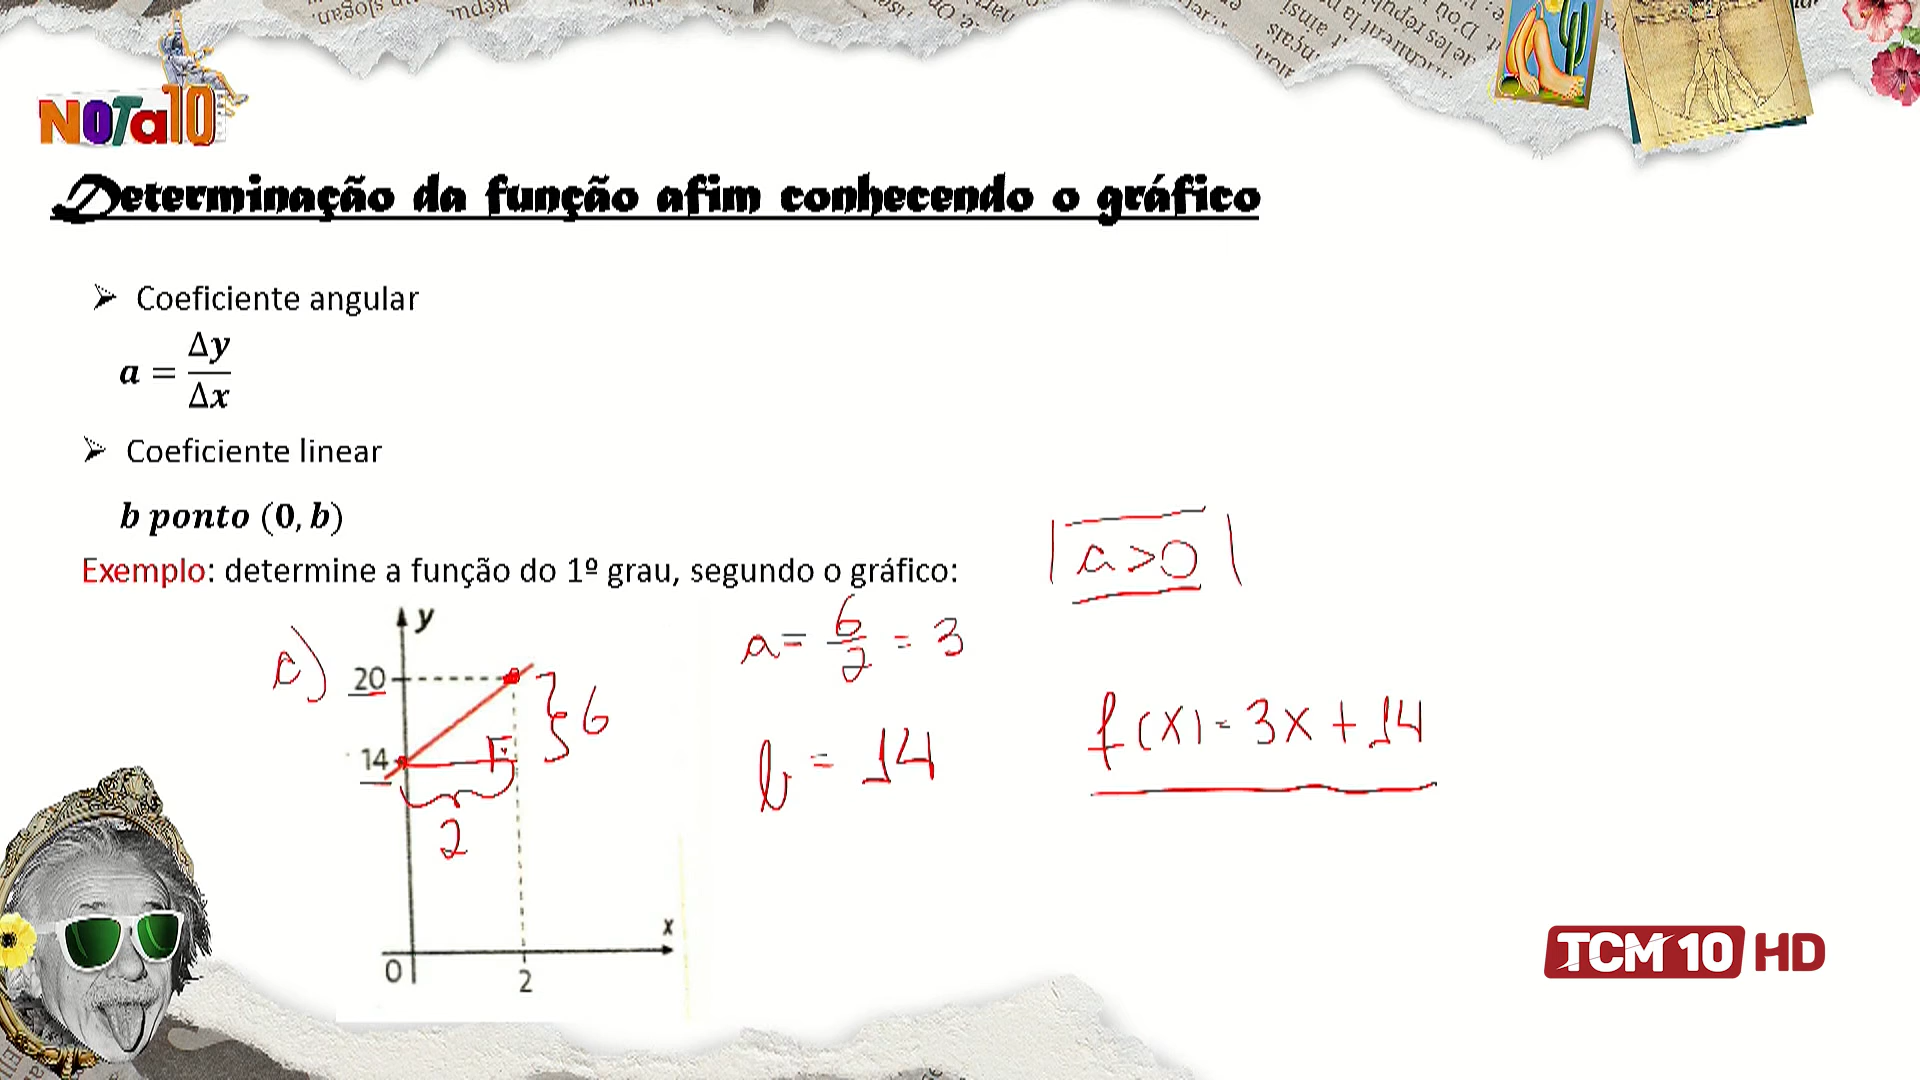 NOTa10
Determinação da função afim conhecendo o gráfico
➢ Coeficiente angular
a = Δy/Δx
➢ Coeficiente linear
b ponto (0, b)
Exemplo: determine a função do 1º grau, segundo o gráfico:
a>0
c)
y
20
14
6
2
0
2
x
a = 6/2 = 3
b = 14
f(x) = 3x + 14
TCM 10 HD